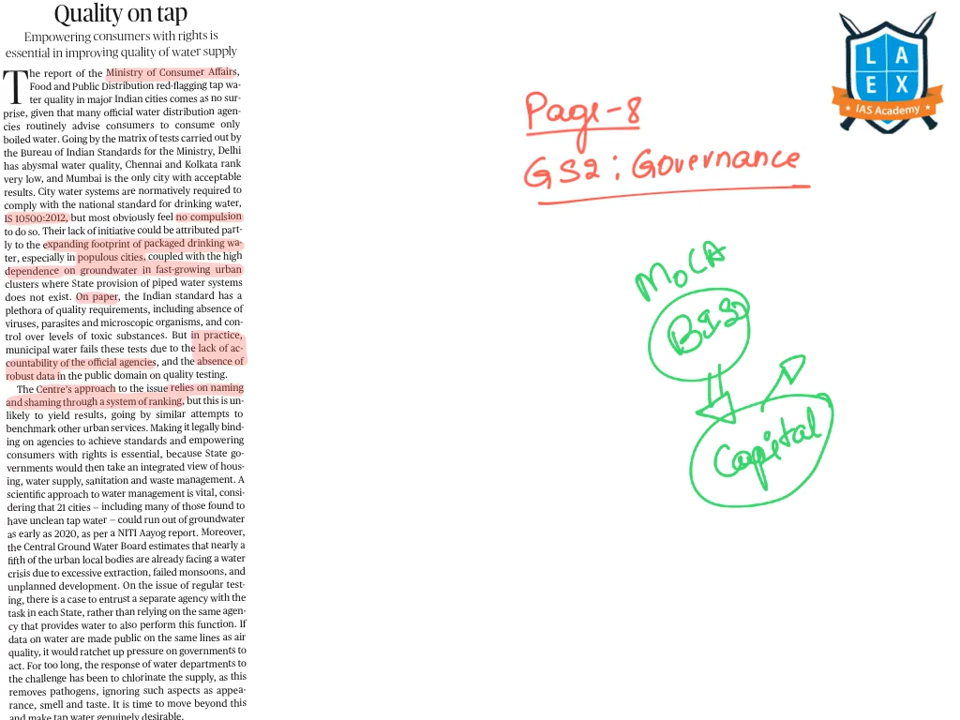 Quality on tap
Empowering consumers with rights is
essential in improving quality of water supply
The report of the Ministry of Consumer Affairs,
Food and Public Distribution red-flagging tap wa-
ter quality in major Indian cities comes as no sur-
prise, given that many official water distribution agen-
cies routinely advise consumers to consume only
boiled water. Going by the matrix of tests carried out by
the Bureau of Indian Standards for the Ministry, Delhi
has abysmal water quality, Chennai and Kolkata rank
very low, and Mumbai is the only city with acceptable
results. City water systems are normatively required to
comply with the national standard for drinking water,
IS 10500:2012, but most obviously feel no compulsion
to do so. Their lack of initiative could be attributed part-
ly to the expanding footprint of packaged drinking wa-
ter, especially in populous cities, coupled with the high
dependence on groundwater in fast-growing urban
clusters where State provision of piped water systems
does not exist. On paper, the Indian standard has a
plethora of quality requirements, including absence of
viruses, parasites and microscopic organisms, and con-
trol over levels of toxic substances. But in practice,
municipal water fails these tests due to the lack of ac-
countability of the official agencies, and the absence of
robust data in the public domain on quality testing.
The Centre's approach to the issue relies on naming
and shaming through a system of ranking, but this is un-
likely to yield results, going by similar attempts to
benchmark other urban services. Making it legally bind-
ing on agencies to achieve standards and empowering
consumers with rights is essential, because State go-
vernments would then take an integrated view of hous-
ing, water supply, sanitation and waste management. A
scientific approach to water management is vital, consi-
dering that 21 cities – including many of those found to
have unclean tap water – could run out of groundwater
as early as 2020, as per a NITI Aayog report. Moreover,
the Central Ground Water Board estimates that nearly a
fifth of the urban local bodies are already facing a water
crisis due to excessive extraction, failed monsoons, and
unplanned development. On the issue of regular test-
ing, there is a case to entrust a separate agency with the
task in each State, rather than relying on the same agen-
cy that provides water to also perform this function. If
data on water are made public on the same lines as air
quality, it would ratchet up pressure on governments to
act. For too long, the response of water departments to
the challenge has been to chlorinate the supply, as this
removes pathogens, ignoring such aspects as appea-
rance, smell and taste. It is time to move beyond this
and make tap water genuinely desirable.
Page-8
GS2 : Governance
MoCA
BIS
Capital
L A
E X
IAS Academy